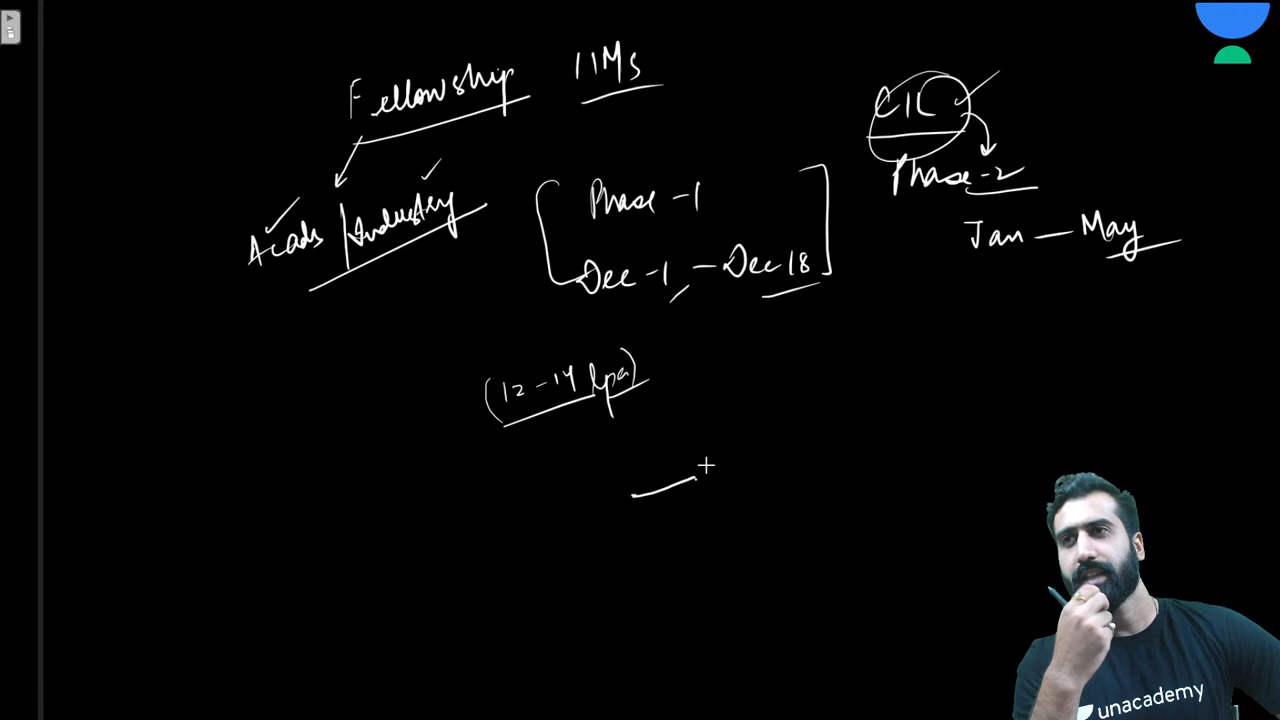 Fellowship IIMs
Acads | Industry
Phase-1
Dec-1 - Dec 18
CIL
Phase-2
Jan - May
(12-14 lpa)
unacademy